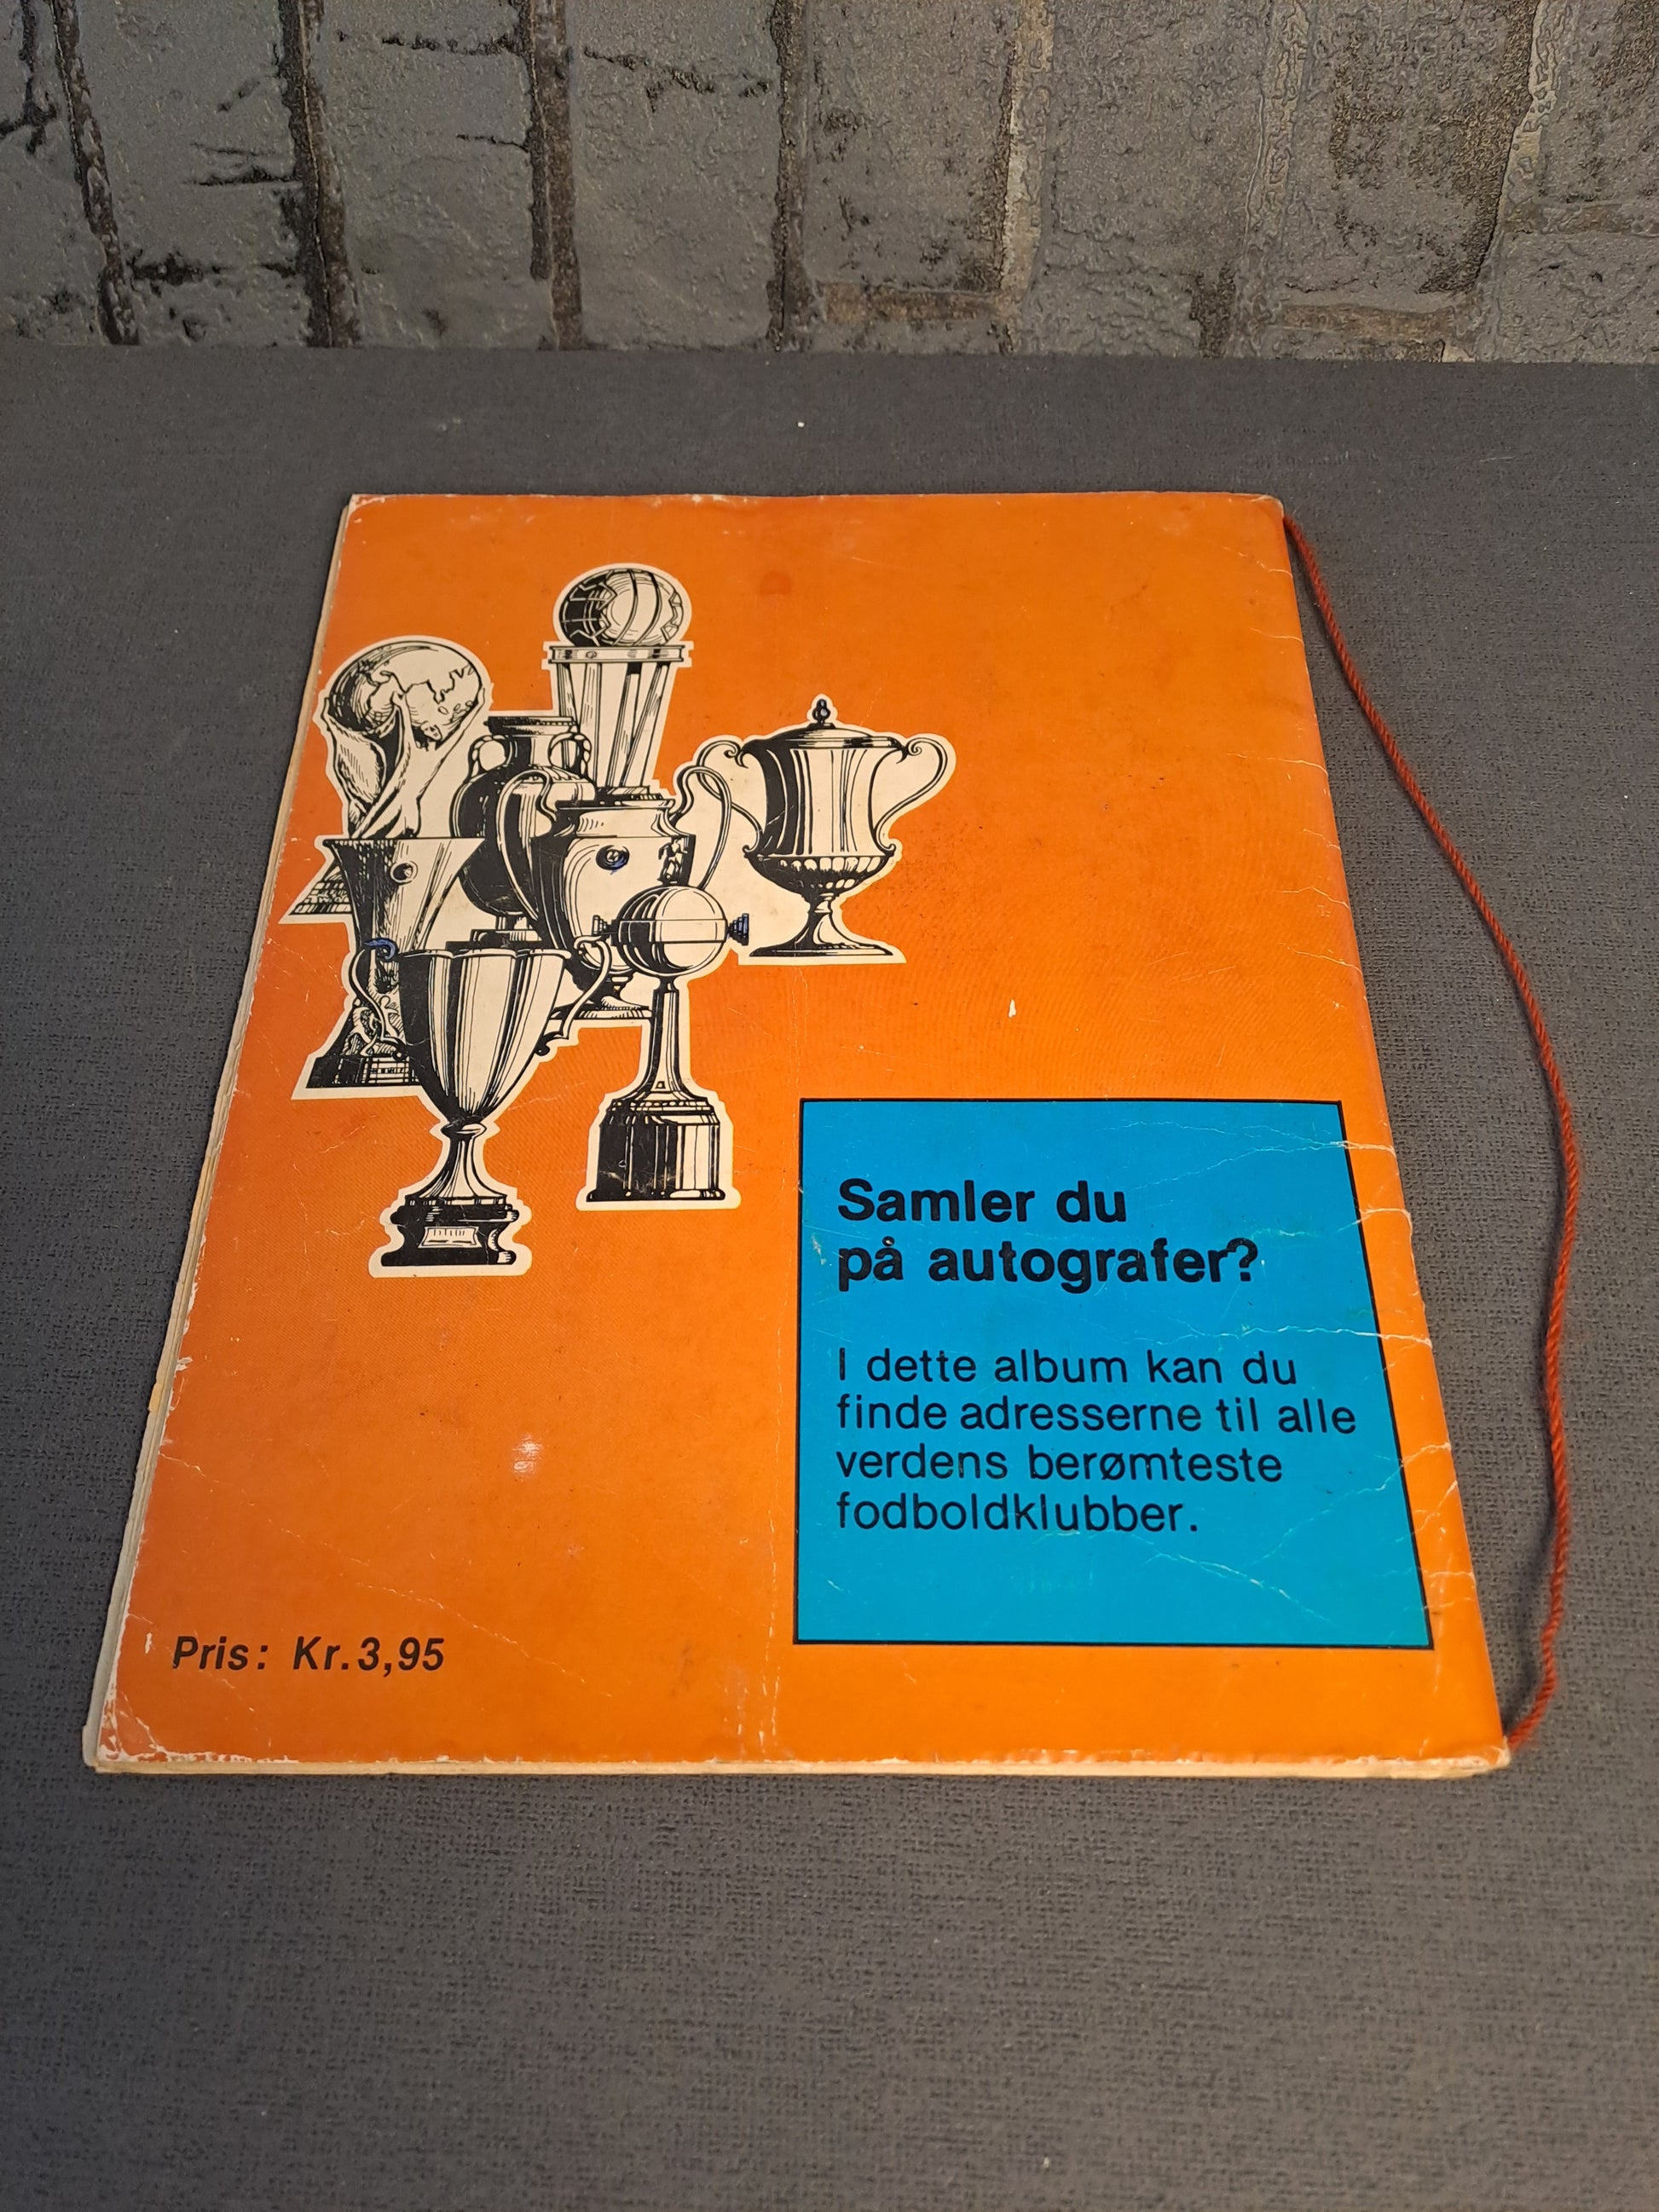 Samler du
på autografer?
I dette album kan du
finde adresserne til alle
verdens berømteste
fodboldklubber.
Pris: Kr. 3,95